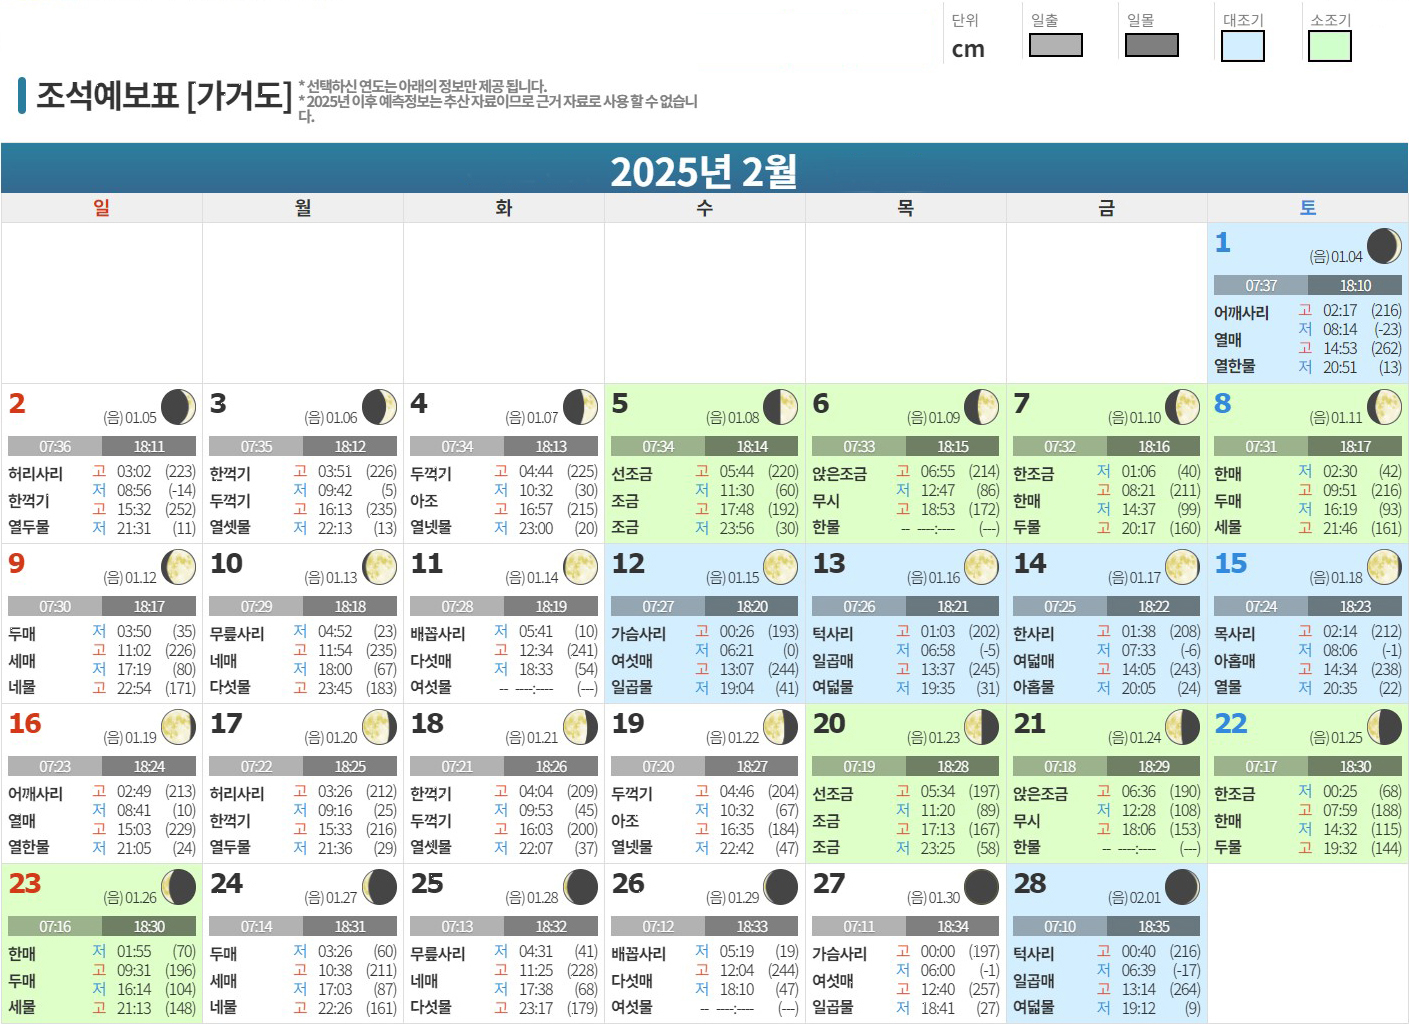 단위 일출 일몰 대조기 소조기
cm
조석예보표 [가거도]
* 선택하신 연도는 아래의 정보만 제공 됩니다.
* 2025년 이후 예측정보는 추산 자료이므로 근거 자료로 사용 할 수 없습니
다.
2025년 2월
일 월 화 수 목 금 토
1 (음) 01.04
07:37 18:10
어깨사리 열매 열한물
고 02:17 (216)
저 08:14 (-23)
고 14:53 (262)
저 20:51 (13)
2 (음) 01.05
07:36 18:11
허리사리 한꺽기 열두물
고 03:02 (223)
저 08:56 (-14)
고 15:32 (252)
저 21:31 (11)
3 (음) 01.06
07:35 18:12
한꺽기 두꺽기 열셋물
고 03:51 (226)
저 09:42 (5)
고 16:13 (235)
저 22:13 (13)
4 (음) 01.07
07:34 18:13
두꺽기 아조 열넷물
고 04:44 (225)
저 10:32 (30)
고 16:57 (215)
저 23:00 (20)
5 (음) 01.08
07:34 18:14
선조금 조금 조금
고 05:44 (220)
저 11:30 (60)
고 17:48 (192)
저 23:56 (30)
6 (음) 01.09
07:33 18:15
앉은조금 무시 한물
고 06:55 (214)
저 12:47 (86)
고 18:53 (172)
-- ----:---- (---)
7 (음) 01.10
07:32 18:16
한조금 한매 두물
저 01:06 (40)
고 08:21 (211)
저 14:37 (99)
고 20:17 (160)
8 (음) 01.11
07:31 18:17
한매 두매 세물
저 02:30 (42)
고 09:51 (216)
저 16:19 (93)
고 21:46 (161)
9 (음) 01.12
07:30 18:17
두매 세매 네물
저 03:50 (35)
고 11:02 (226)
저 17:19 (80)
고 22:54 (171)
10 (음) 01.13
07:29 18:18
무릎사리 네매 다섯물
저 04:52 (23)
고 11:54 (235)
저 18:00 (67)
고 23:45 (183)
11 (음) 01.14
07:28 18:19
배꼽사리 다섯매 여섯물
저 05:41 (10)
고 12:34 (241)
저 18:33 (54)
-- ----:---- (---)
12 (음) 01.15
07:27 18:20
가슴사리 여섯매 일곱물
고 00:26 (193)
저 06:21 (0)
고 13:07 (244)
저 19:04 (41)
13 (음) 01.16
07:26 18:21
턱사리 일곱매 여덟물
고 01:03 (202)
저 06:58 (-5)
고 13:37 (245)
저 19:35 (31)
14 (음) 01.17
07:25 18:22
한사리 여덟매 아홉물
고 01:38 (208)
저 07:33 (-6)
고 14:05 (243)
저 20:05 (24)
15 (음) 01.18
07:24 18:23
목사리 아홉매 열물
고 02:14 (212)
저 08:06 (-1)
고 14:34 (238)
저 20:35 (22)
16 (음) 01.19
07:23 18:24
어깨사리 열매 열한물
고 02:49 (213)
저 08:41 (10)
고 15:03 (229)
저 21:05 (24)
17 (음) 01.20
07:22 18:25
허리사리 한꺽기 열두물
고 03:26 (212)
저 09:16 (25)
고 15:33 (216)
저 21:36 (29)
18 (음) 01.21
07:21 18:26
한꺽기 두꺽기 열셋물
고 04:04 (209)
저 09:53 (45)
고 16:03 (200)
저 22:07 (37)
19 (음) 01.22
07:20 18:27
두꺽기 아조 열넷물
고 04:46 (204)
저 10:32 (67)
고 16:35 (184)
저 22:42 (47)
20 (음) 01.23
07:19 18:28
선조금 조금 조금
고 05:34 (197)
저 11:20 (89)
고 17:13 (167)
저 23:25 (58)
21 (음) 01.24
07:18 18:29
앉은조금 무시 한물
고 06:36 (190)
저 12:28 (108)
고 18:06 (153)
-- ----:---- (---)
22 (음) 01.25
07:17 18:30
한조금 한매 두물
저 00:25 (68)
고 07:59 (188)
저 14:32 (115)
고 19:32 (144)
23 (음) 01.26
07:16 18:30
한매 두매 세물
저 01:55 (70)
고 09:31 (196)
저 16:14 (104)
고 21:13 (148)
24 (음) 01.27
07:14 18:31
두매 세매 네물
저 03:26 (60)
고 10:38 (211)
저 17:03 (87)
고 22:26 (161)
25 (음) 01.28
07:13 18:32
무릎사리 네매 다섯물
저 04:31 (41)
고 11:25 (228)
저 17:38 (68)
고 23:17 (179)
26 (음) 01.29
07:12 18:33
배꼽사리 다섯매 여섯물
저 05:19 (19)
고 12:04 (244)
저 18:10 (47)
-- ----:---- (---)
27 (음) 01.30
07:11 18:34
가슴사리 여섯매 일곱물
고 00:00 (197)
저 06:00 (-1)
고 12:40 (257)
저 18:41 (27)
28 (음) 02.01
07:10 18:35
턱사리 일곱매 여덟물
고 00:40 (216)
저 06:39 (-17)
고 13:14 (264)
저 19:12 (9)